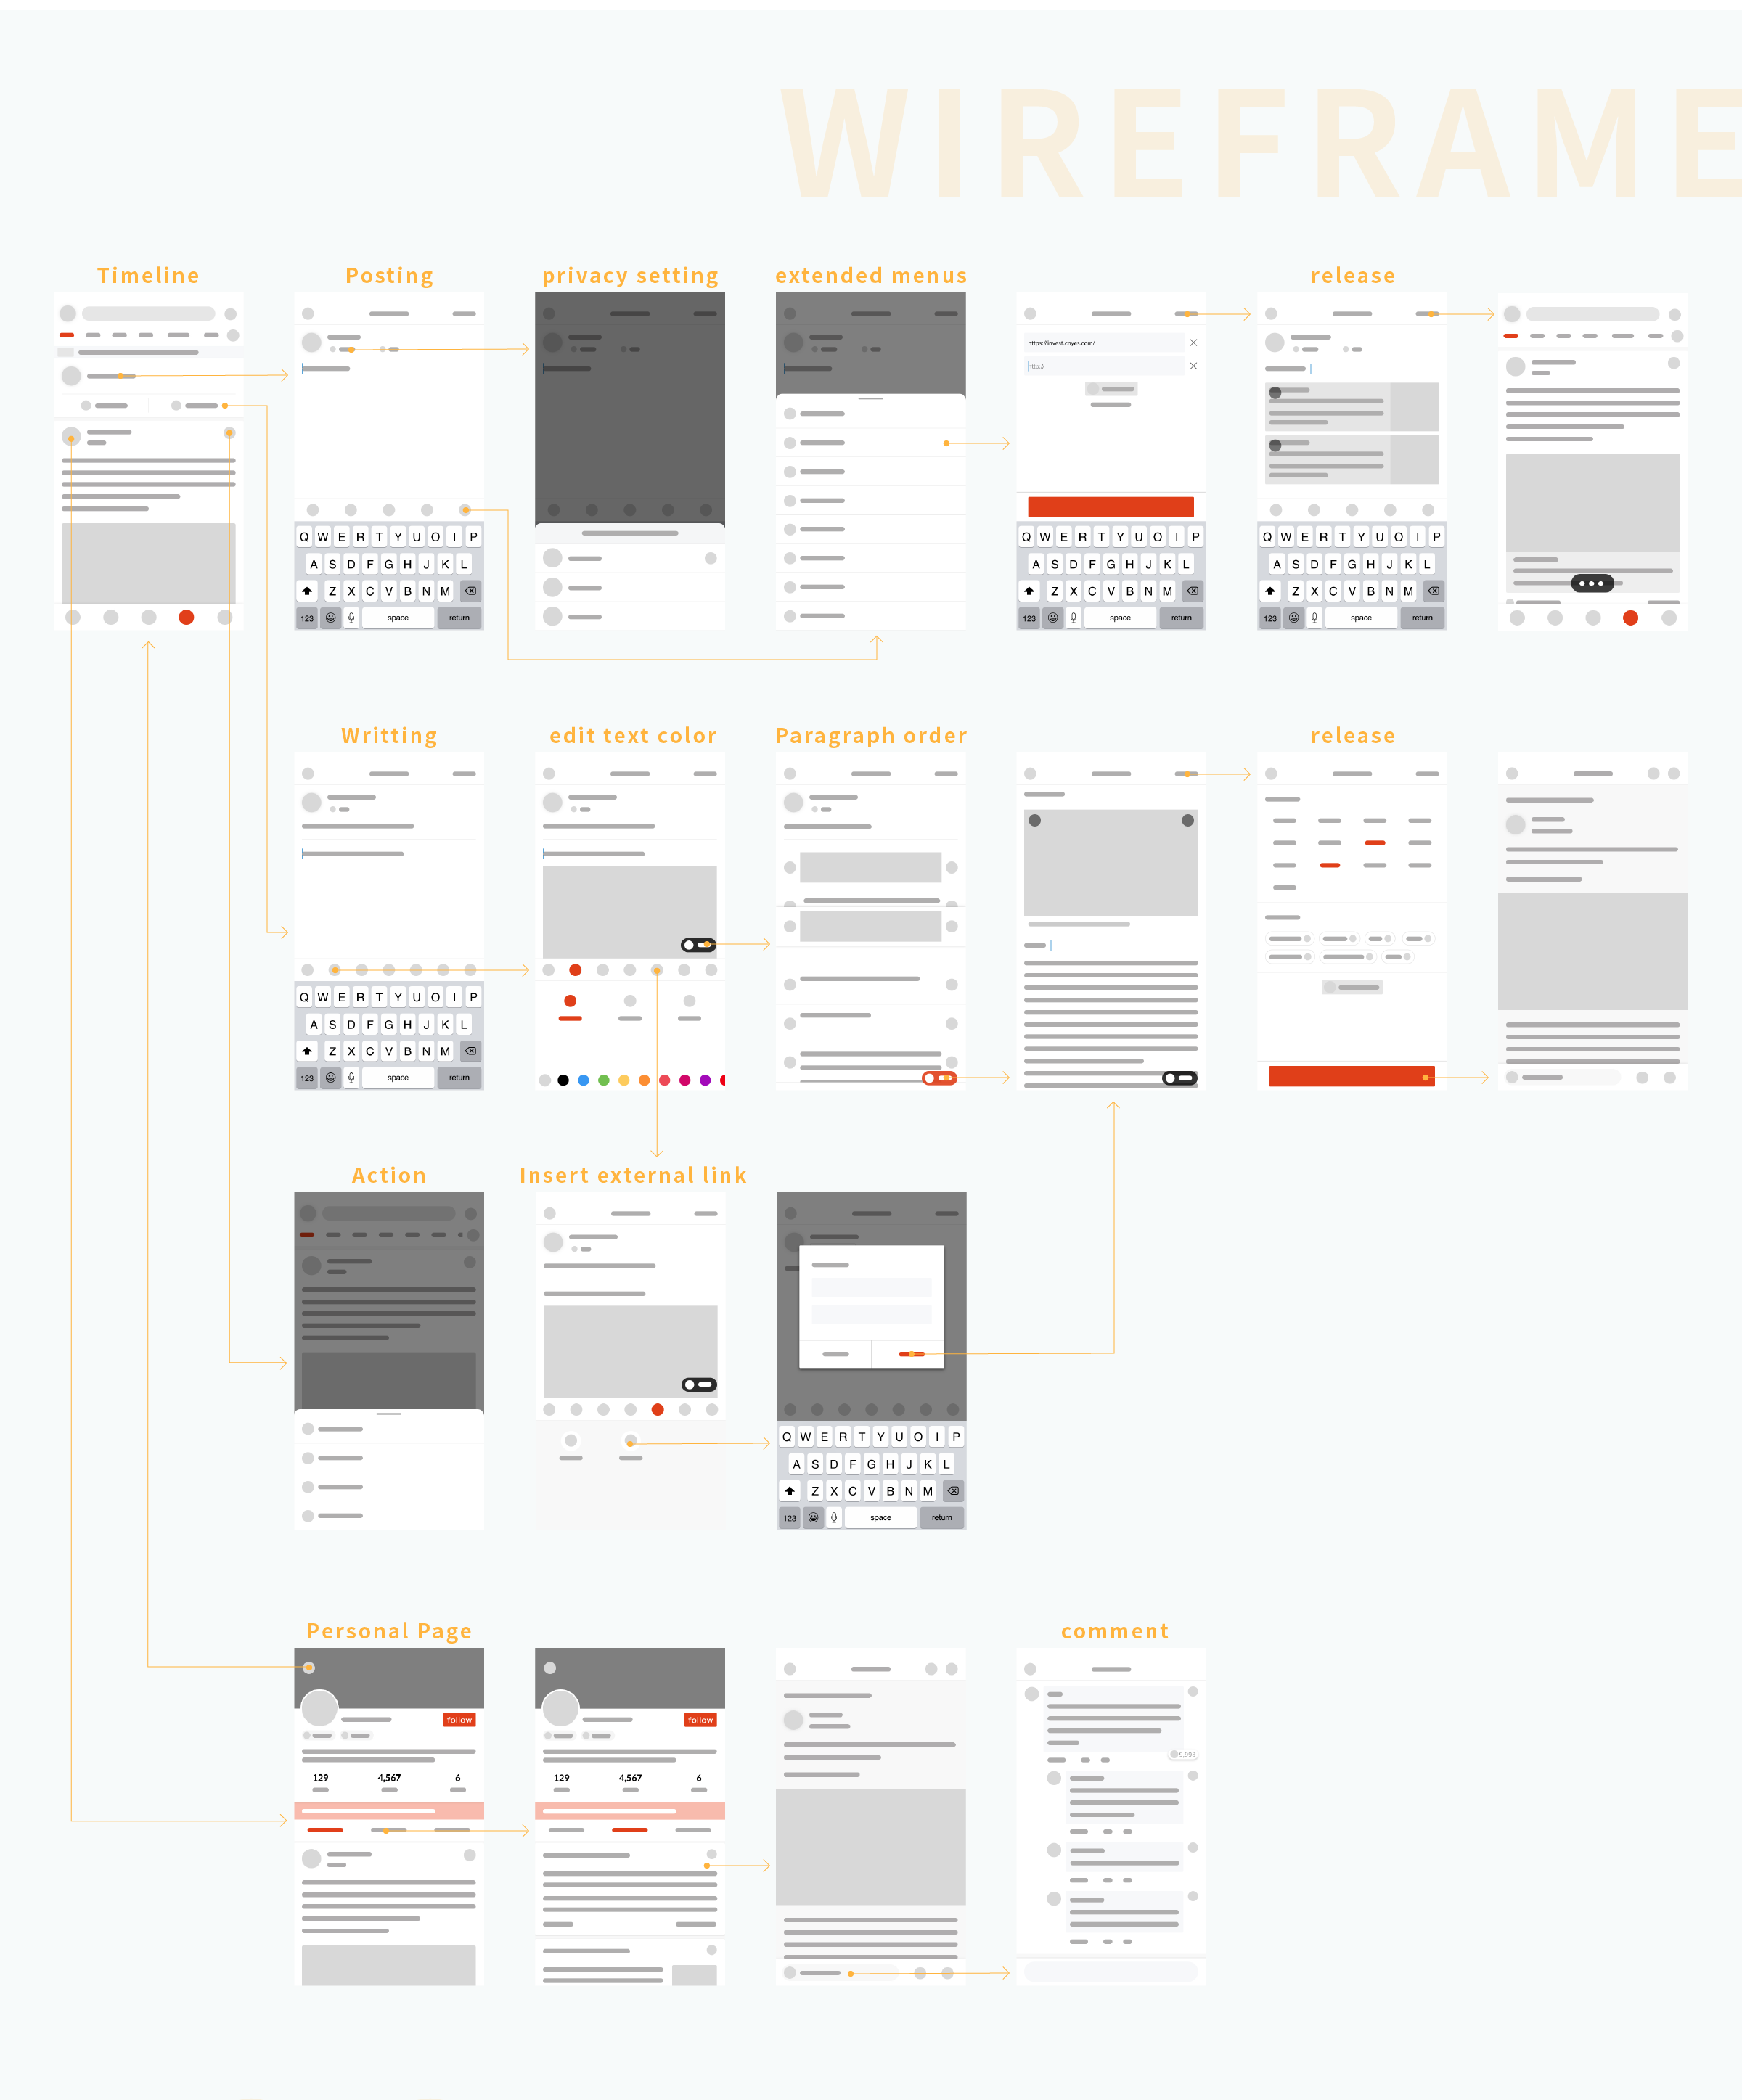 WIREFRAME
Timeline
Posting
privacy setting
extended menus
release
https://invest.cnyes.com/
http://
Q W E R T Y U O I P
A S D F G H J K L
Z X C V B N M
123 space return
Q W E R T Y U O I P
A S D F G H J K L
Z X C V B N M
123 space return
Q W E R T Y U O I P
A S D F G H J K L
Z X C V B N M
123 space return
Writting
edit text color
Paragraph order
release
Q W E R T Y U O I P
A S D F G H J K L
Z X C V B N M
123 space return
Action
Insert external link
Q W E R T Y U O I P
A S D F G H J K L
Z X C V B N M
123 space return
Personal Page
comment
follow
129 4,567 6
follow
129 4,567 6
9,998